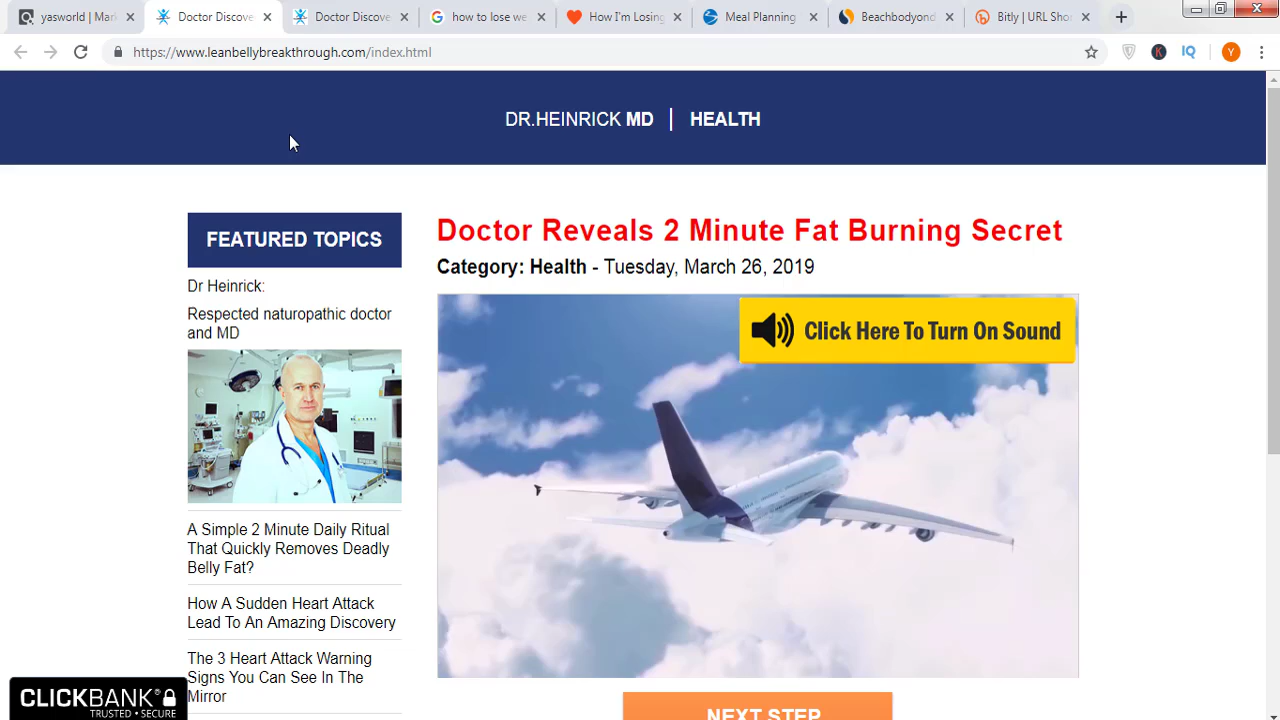 yasworld | Mark
Doctor Discove
Doctor Discove
how to lose we
How I'm Losing
Meal Planning
Beachbodyond
Bitly | URL Sho
https://www.leanbellybreakthrough.com/index.html
IQ
Y
DR.HEINRICK MD | HEALTH
FEATURED TOPICS
Dr Heinrick:
Respected naturopathic doctor
and MD
A Simple 2 Minute Daily Ritual
That Quickly Removes Deadly
Belly Fat?
How A Sudden Heart Attack
Lead To An Amazing Discovery
The 3 Heart Attack Warning
Signs You Can See In The
Mirror
Doctor Reveals 2 Minute Fat Burning Secret
Category: Health - Tuesday, March 26, 2019
Click Here To Turn On Sound
NEXT STEP
CLICKBANK®
TRUSTED • SECURE